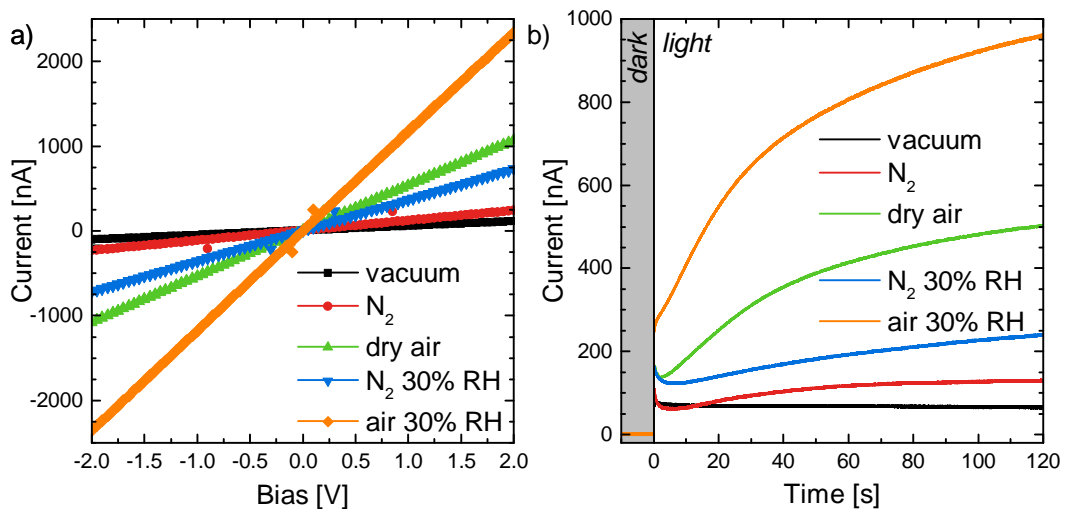 a)
Current [nA]
2000
1000
0
-1000
-2000
-2.0 -1.5 -1.0 -0.5 0.0 0.5 1.0 1.5 2.0
Bias [V]
vacuum
N₂
dry air
N₂ 30% RH
air 30% RH
b)
dark
light
Current [nA]
1000
800
600
400
200
0
0 20 40 60 80 100 120
Time [s]
vacuum
N₂
dry air
N₂ 30% RH
air 30% RH